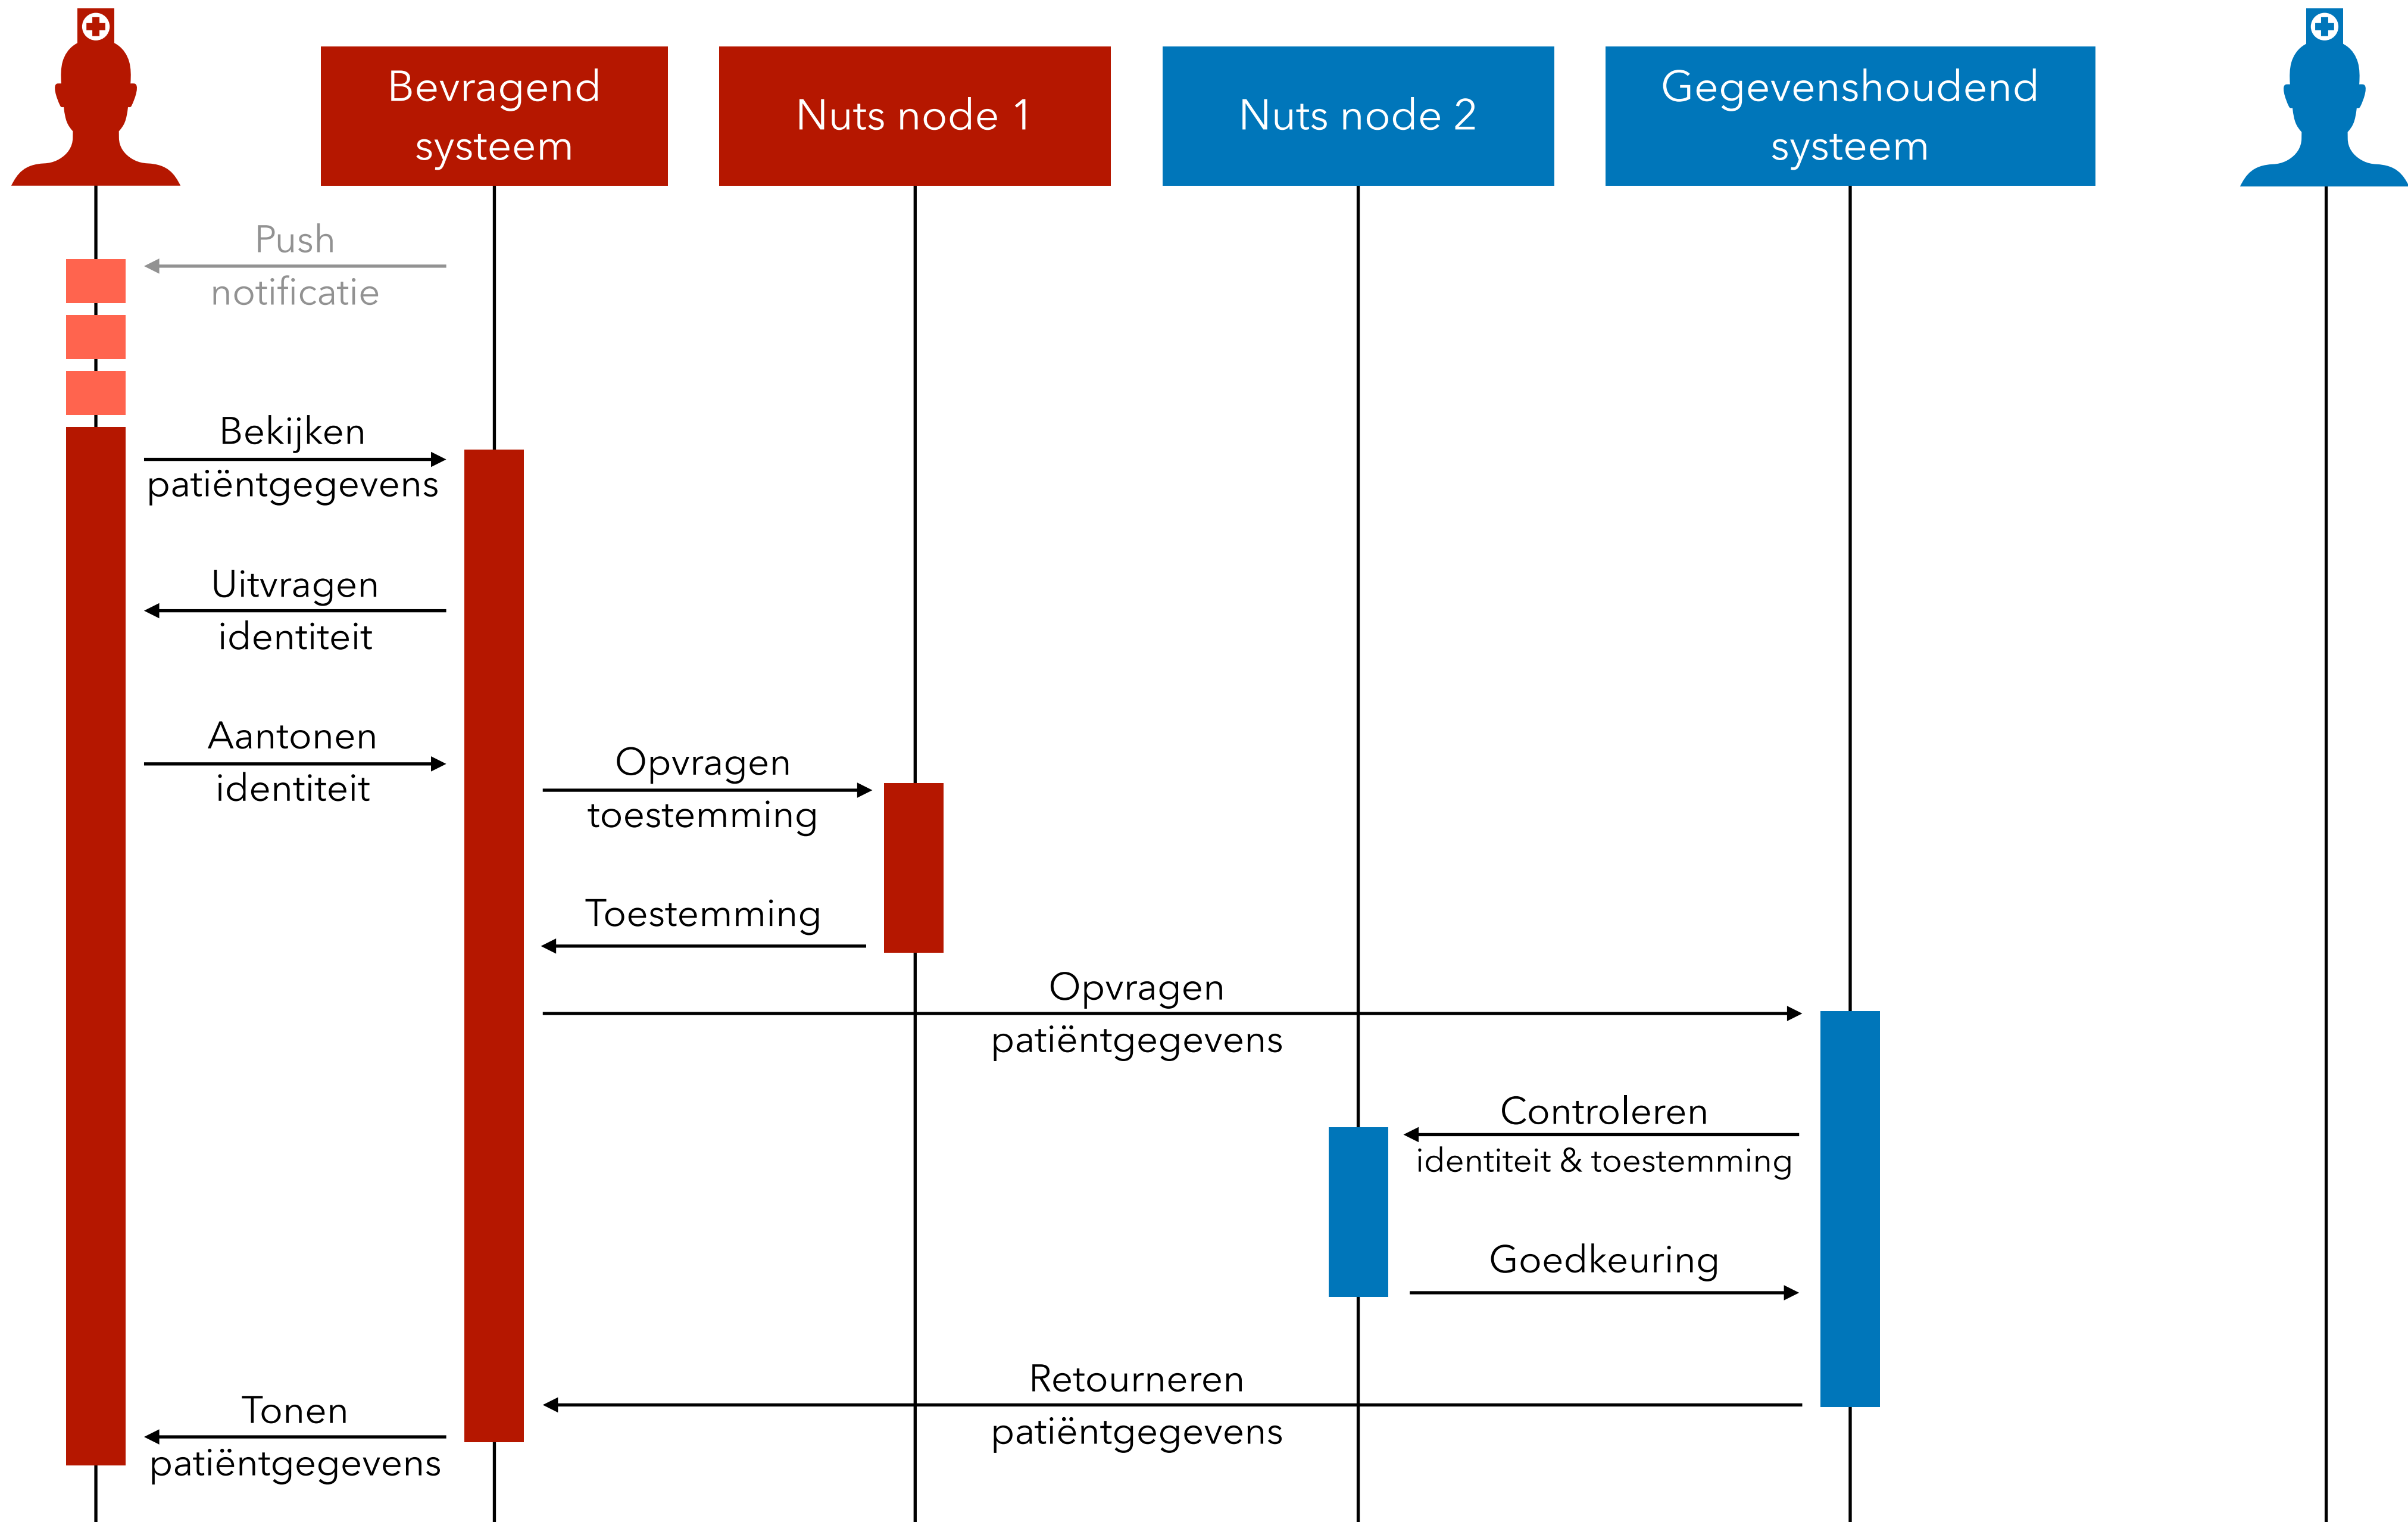 Bevragend
systeem
Nuts node 1
Nuts node 2
Gegevenshoudend
systeem
Push
notificatie
Bekijken
patiëntgegevens
Uitvragen
identiteit
Aantonen
identiteit
Opvragen
toestemming
Toestemming
Opvragen
patiëntgegevens
Controleren
identiteit & toestemming
Goedkeuring
Retourneren
patiëntgegevens
Tonen
patiëntgegevens